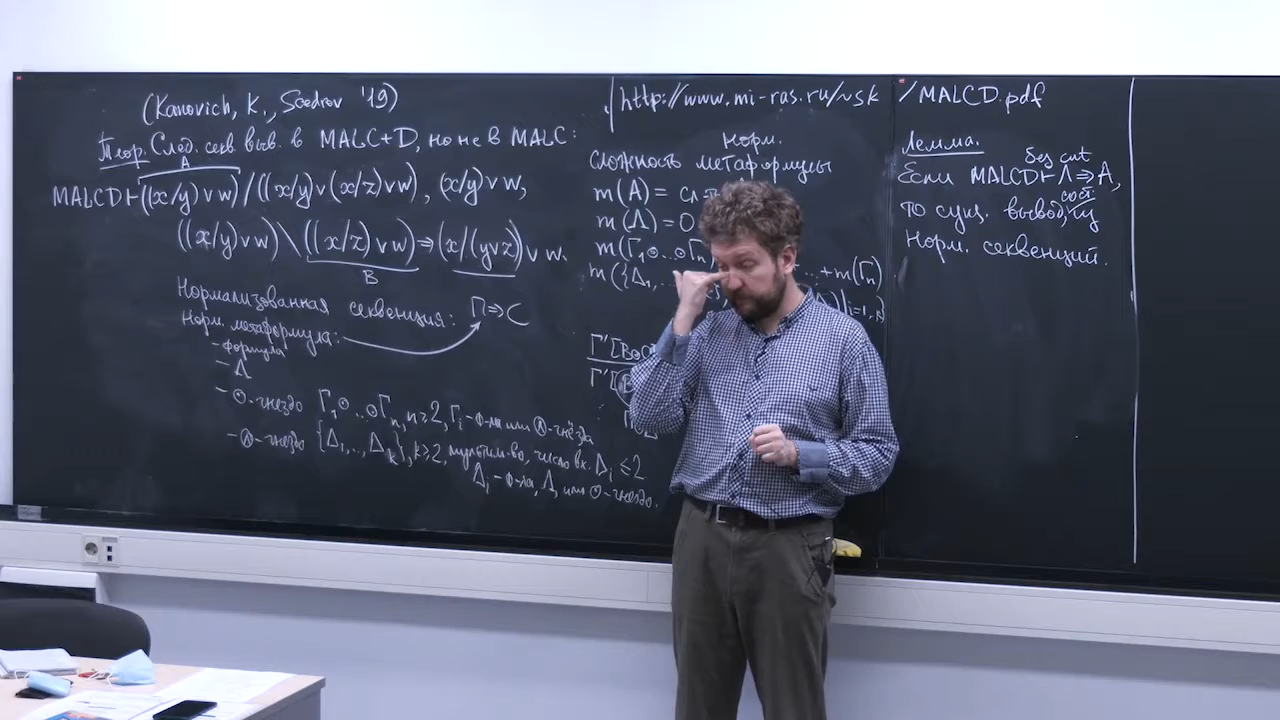 (Kanovich, K., Scedrov '19)
Теор. След. секв. выв. в MALC+D, но не в MALC:
A
MALCD⊢((x/y)∨w)/((x/y)∨(x/z)∨w), (x/y)∨w,
((x/y)∨w)\((x/z)∨w)⇒(x/(y∨z))∨w.
B
Нормализованная секвенция: Π⇒C
Норм. метаформула:
- формула
- Λ
- ⊙-гнездо Γ₁⊙...⊙Γₙ, n≥2, Γᵢ-ф-ла или Ⓐ-гнёзда
- Ⓐ-гнездо {Δ₁,..,Δₖ}, k≥2, мультим-во, число вх. Δᵢ ≤2
Δᵢ-ф-ла, Λ, или ⊙-гнездо.
http://www.mi-ras.ru/~sk/MALCD.pdf
норм.
сложность метаформулы
m(A) =
m(Λ)=0
m(Γ₁⊙...⊙Γₙ ...+m(Γₙ)
m({Δ₁, |i=1,
Γ'[B
Γ'[
Лемма.
без cut
Если MALCD⊢Λ⇒A,
сост.
то сущ. вывод из
норм. секвенций.